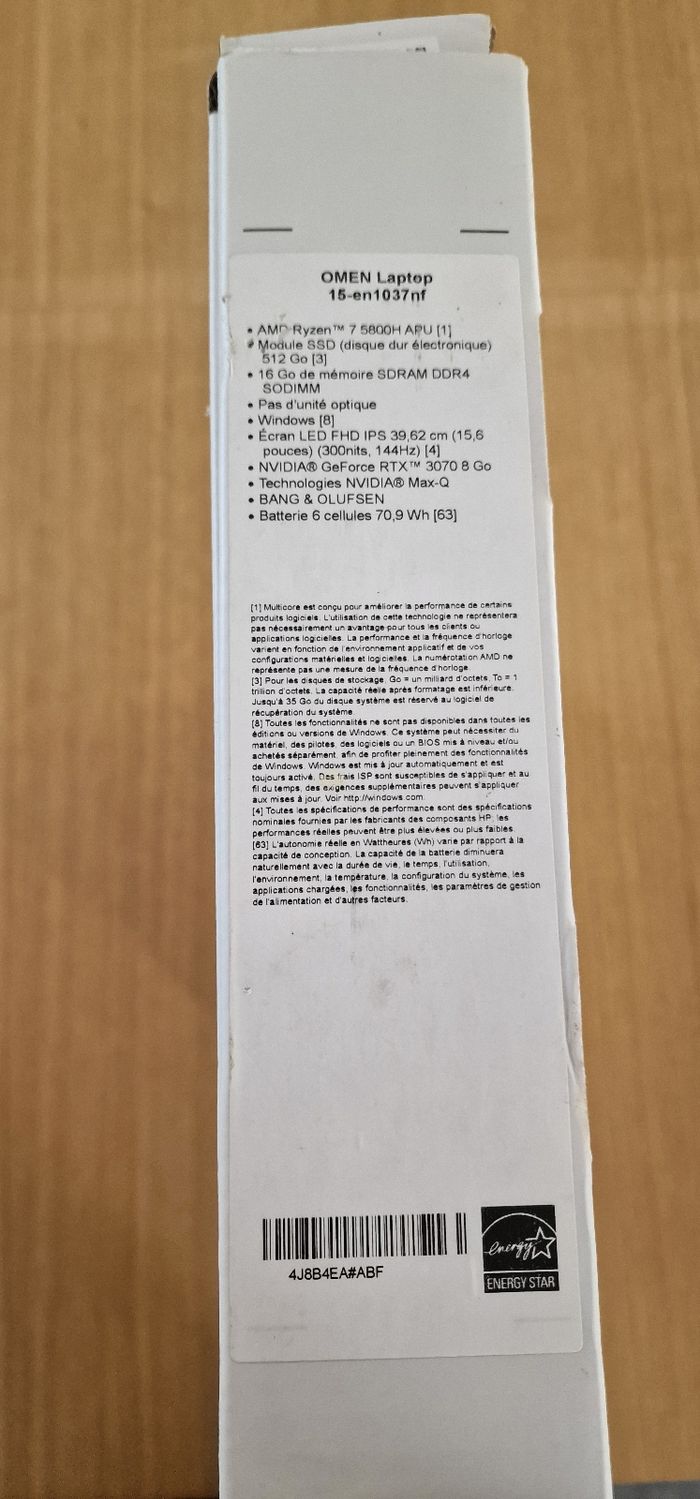 OMEN Laptop
15-en1037nf
• AMD Ryzen™ 7 5800H APU [1]
• Module SSD (disque dur électronique)
512 Go [3]
• 16 Go de mémoire SDRAM DDR4
SODIMM
• Pas d'unité optique
• Windows [8]
• Écran LED FHD IPS 39,62 cm (15,6
pouces) (300nits, 144Hz) [4]
• NVIDIA® GeForce RTX™ 3070 8 Go
• Technologies NVIDIA® Max-Q
• BANG & OLUFSEN
• Batterie 6 cellules 70,9 Wh [63]
[1] Multicore est conçu pour améliorer la performance de certains
produits logiciels. L'utilisation de cette technologie ne représentera
pas nécessairement un avantage pour tous les clients ou
applications logicielles. La performance et la fréquence d'horloge
varient en fonction de l'environnement applicatif et de vos
configurations matérielles et logicielles. La numérotation AMD ne
représente pas une mesure de la fréquence d'horloge.
[3] Pour les disques de stockage, Go = un milliard d'octets, To = 1
trillion d'octets. La capacité réelle après formatage est inférieure.
Jusqu'à 35 Go du disque système est réservé au logiciel de
récupération du système.
[8] Toutes les fonctionnalités ne sont pas disponibles dans toutes les
éditions ou versions de Windows. Ce système peut nécessiter du
matériel, des pilotes, des logiciels ou un BIOS mis à niveau et/ou
achetés séparément, afin de profiter pleinement des fonctionnalités
de Windows. Windows est mis à jour automatiquement et est
toujours activé. Des frais ISP sont susceptibles de s'appliquer et au
fil du temps, des exigences supplémentaires peuvent s'appliquer
aux mises à jour. Voir http://windows.com.
[4] Toutes les spécifications de performance sont des spécifications
nominales fournies par les fabricants des composants HP; les
performances réelles peuvent être plus élevées ou plus faibles.
[63] L'autonomie réelle en Wattheures (Wh) varie par rapport à la
capacité de conception. La capacité de la batterie diminuera
naturellement avec la durée de vie, le temps, l'utilisation,
l'environnement, la température, la configuration du système, les
applications chargées, les fonctionnalités, les paramètres de gestion
de l'alimentation et d'autres facteurs.
4J8B4EA#ABF
energy
ENERGY STAR